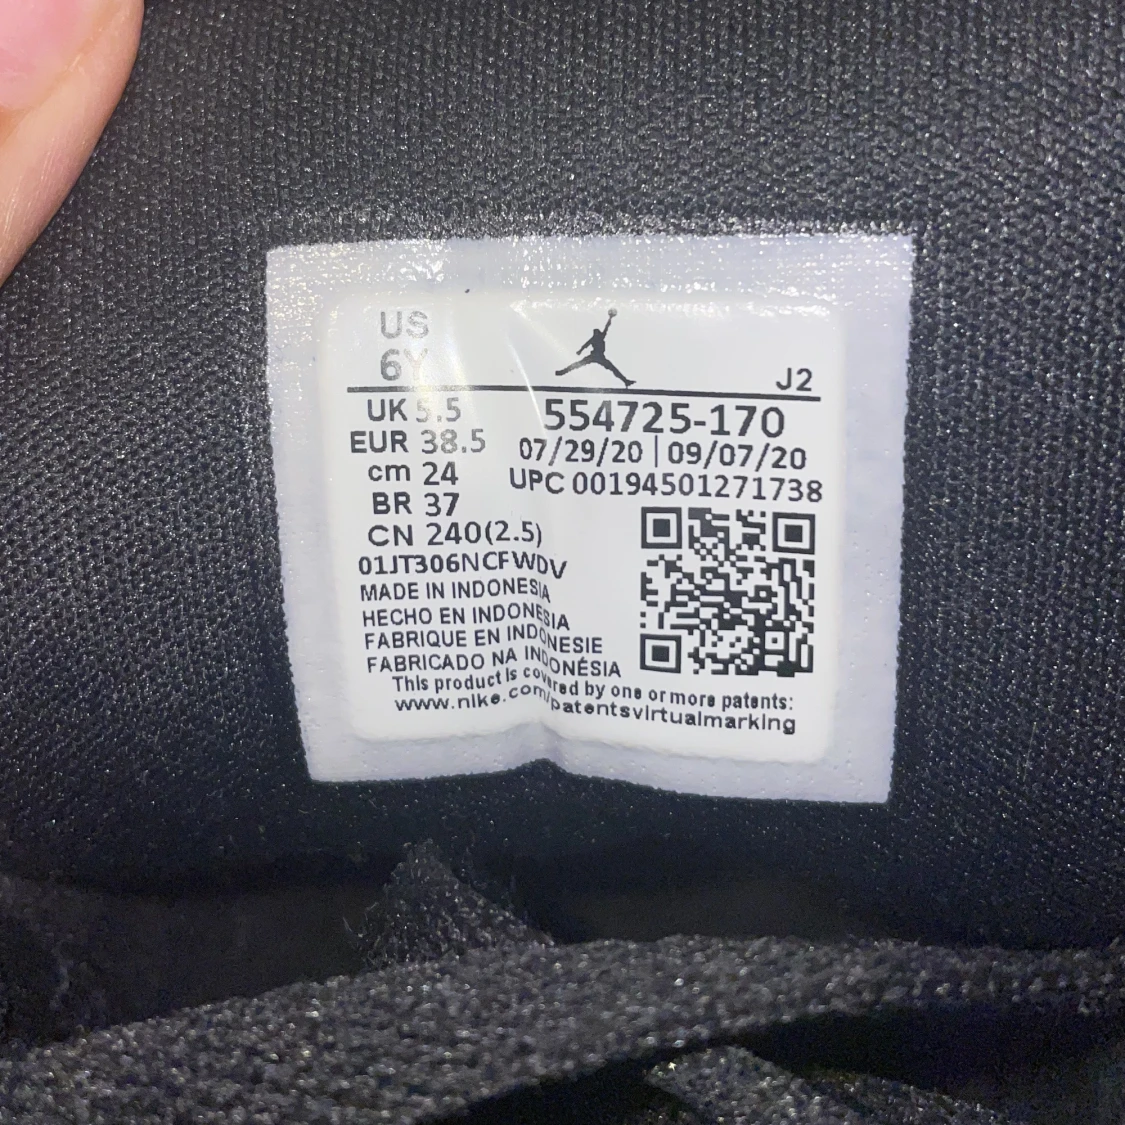 US
6Y
J2
UK 5.5
EUR 38.5
cm 24
BR 37
CN 240(2.5)
554725-170
07/29/20 | 09/07/20
UPC 00194501271738
01JT306NCFWDV
MADE IN INDONESIA
HECHO EN INDONESIA
FABRIQUE EN INDONESIE
FABRICADO NA INDONÉSIA
This product is covered by one or more patents:
www.nike.com/patentsvirtualmarking